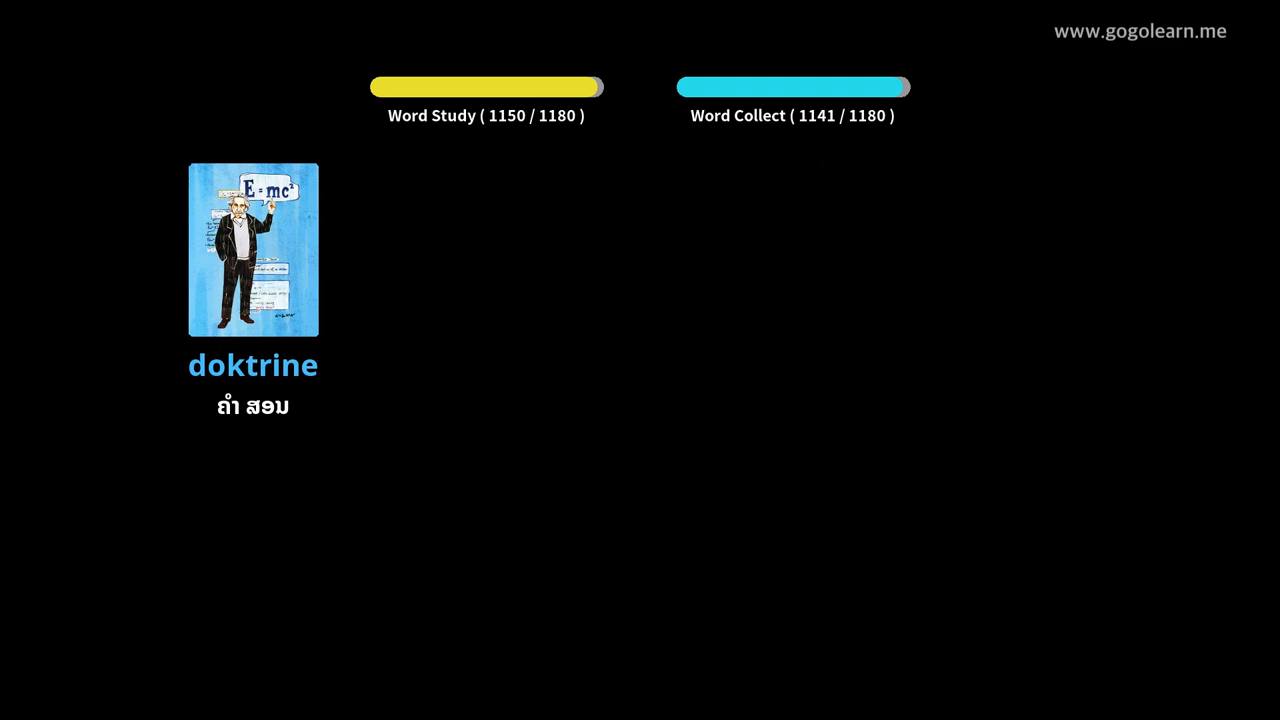 www.gogolearn.me
Word Study ( 1150 / 1180 )
Word Collect ( 1141 / 1180 )
E = mc²
doktrine
ຄໍາ ສອນ